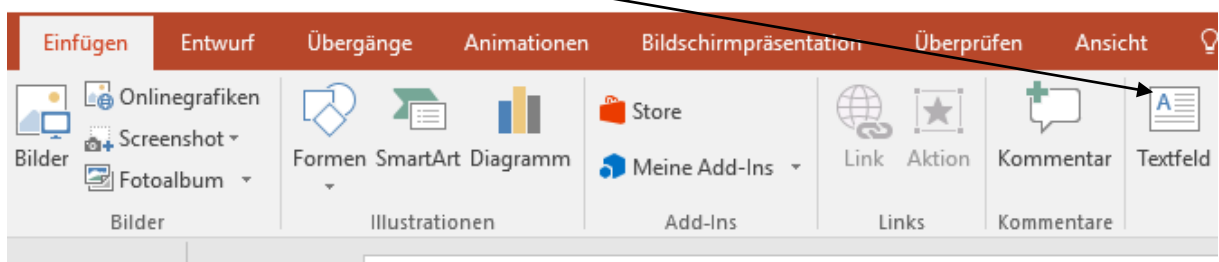 Einfügen Entwurf Übergänge Animationen Bildschirmpräsentation Überprüfen Ansicht
Bilder
Onlinegrafiken
Screenshot
Fotoalbum
Bilder
Formen SmartArt Diagramm
Illustrationen
Store
Meine Add-Ins
Add-Ins
Link Aktion
Links
Kommentar
Kommentare
A
Textfeld